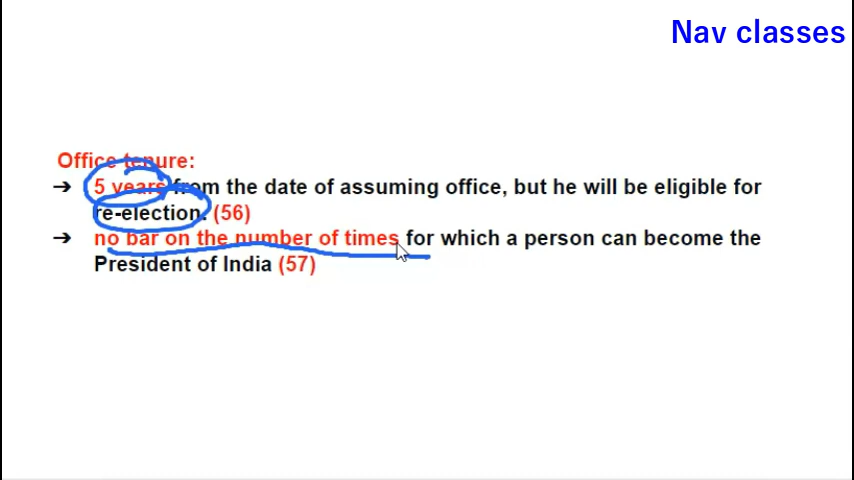 Nav classes
Office tenure:
➔ 5 years from the date of assuming office, but he will be eligible for
re-election. (56)
➔ no bar on the number of times for which a person can become the
President of India (57)